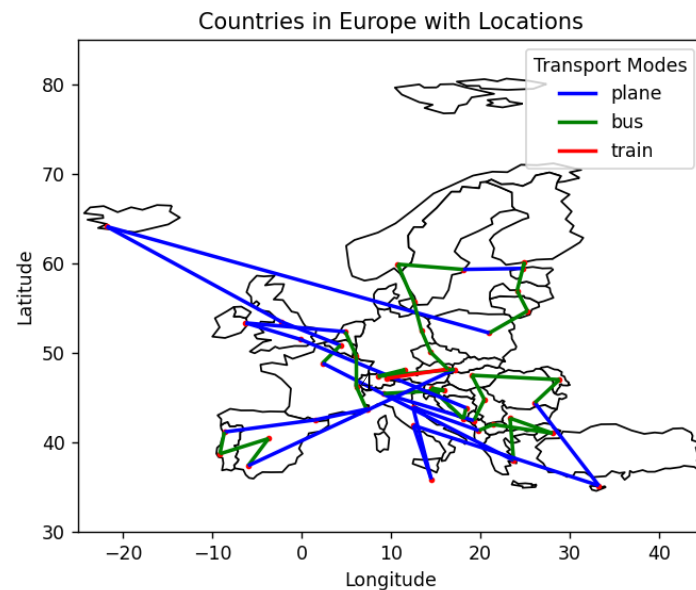 Countries in Europe with Locations
Transport Modes
plane
bus
train
Latitude
80
70
60
50
40
30
−20
−10
0
10
20
30
40
Longitude